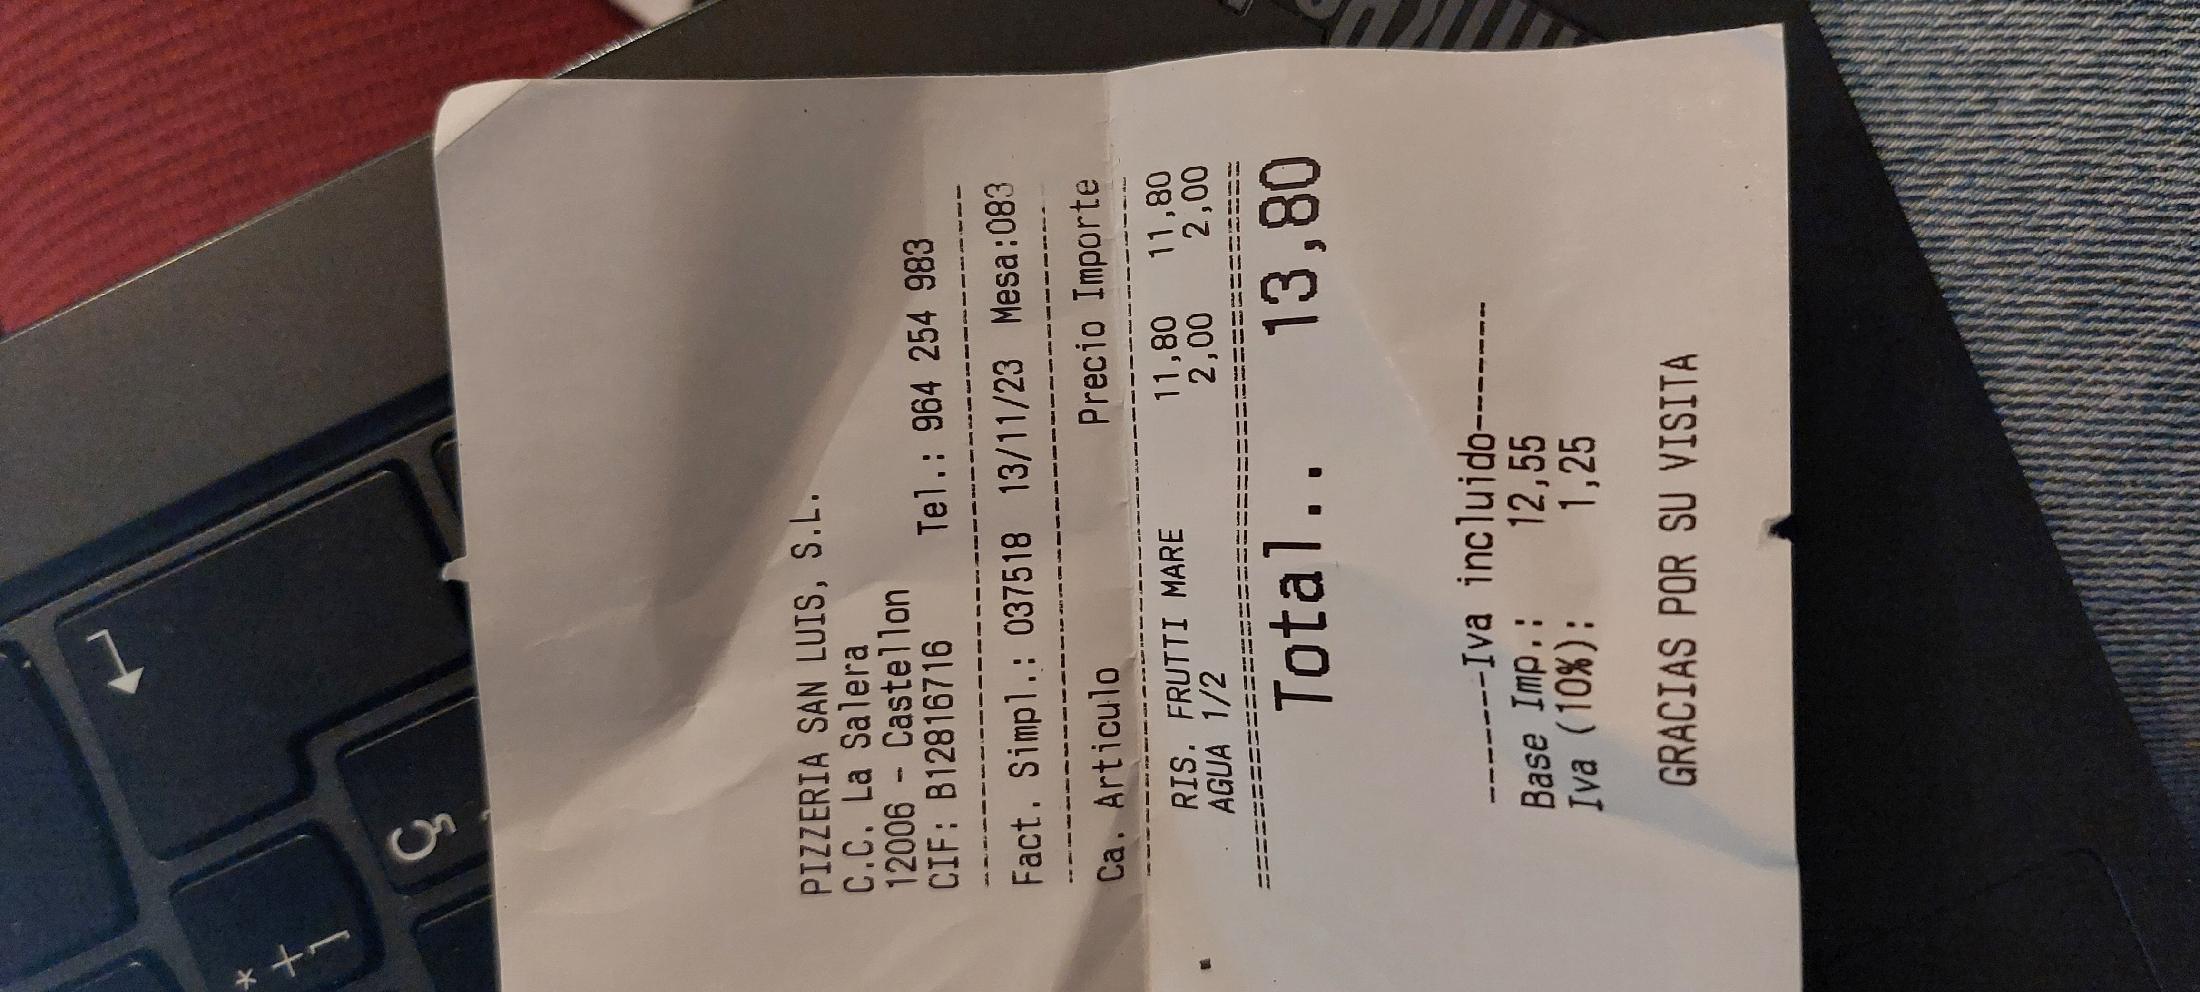 PIZZERIA SAN LUIS, S.L.
C.C. La Salera
12006 - Castellon
CIF: B12816716 Tel.: 964 254 983
------------------------------------
Fact. Simpl.: 037518 13/11/23 Mesa:083
------------------------------------
Ca. Articulo Precio Importe
------------------------------------
RIS. FRUTTI MARE 11,80 11,80
AGUA 1/2 2,00 2,00
====================================
Total.. 13,80
-------Iva incluido-------
Base Imp.: 12,55
Iva (10%): 1,25
GRACIAS POR SU VISITA
Ç
*
+
]